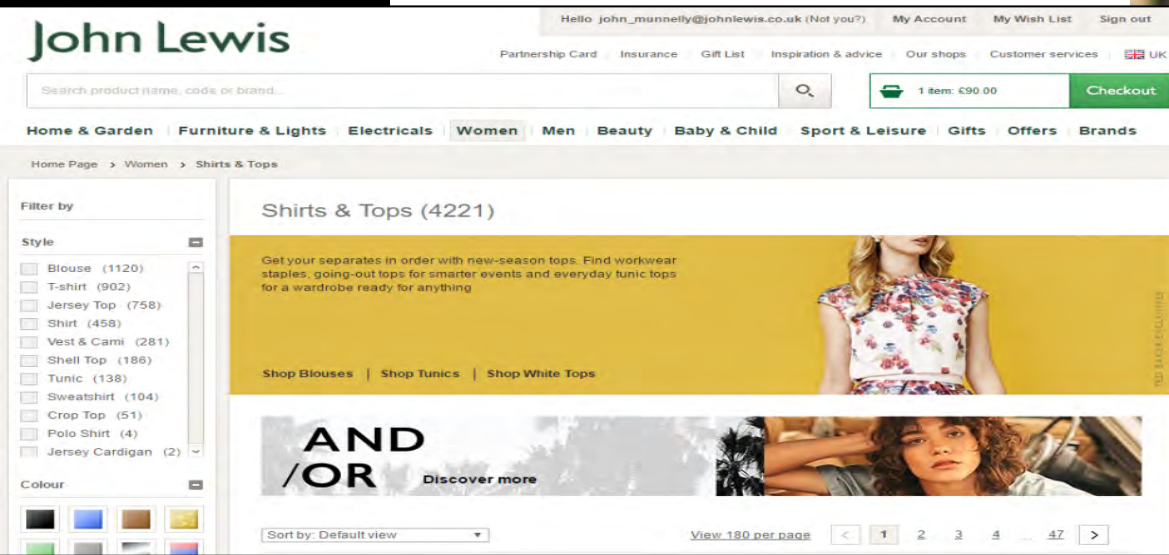 John Lewis
Hello john_munnelly@johnlewis.co.uk (Not you?) My Account My Wish List Sign out
Partnership Card Insurance Gift List Inspiration & advice Our shops Customer services UK
Search product name, code or brand...
1 item: £90.00 Checkout
Home & Garden Furniture & Lights Electricals Women Men Beauty Baby & Child Sport & Leisure Gifts Offers Brands
Home Page > Women > Shirts & Tops
Filter by
Style
Blouse (1120)
T-shirt (902)
Jersey Top (758)
Shirt (458)
Vest & Cami (281)
Shell Top (186)
Tunic (138)
Sweatshirt (104)
Crop Top (51)
Polo Shirt (4)
Jersey Cardigan (2)
Colour
Shirts & Tops (4221)
Get your separates in order with new-season tops. Find workwear
staples, going-out tops for smarter events and everyday tunic tops
for a wardrobe ready for anything
Shop Blouses | Shop Tunics | Shop White Tops
TED BAKER EXCLUSIVES
AND
/OR Discover more
Sort by: Default view
View 180 per page < 1 2 3 4 ... 47 >